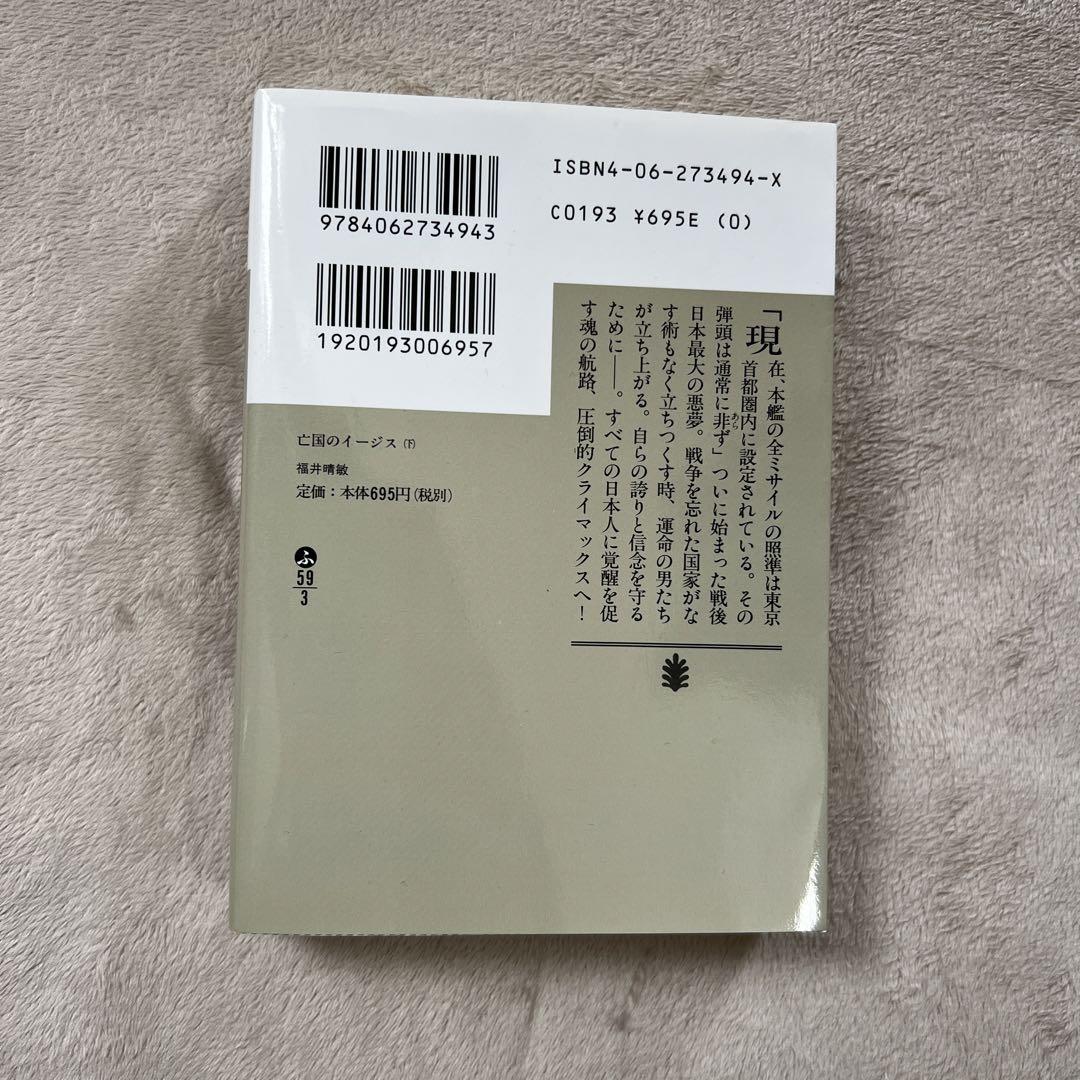 9784062734943
ISBN4-06-273494-X
C0193 ¥695E (0)
1920193006957
「現在、本艦の全ミサイルの照準は東京
首都圏内に設定されている。その
弾頭は通常に非ず」ついに始まった戦後
あら
日本最大の悪夢。戦争を忘れた国家がな
す術もなく立ちつくす時、運命の男たち
が立ち上がる。自らの誇りと信念を守る
ために――。すべての日本人に覚醒を促
す魂の航路、圧倒的クライマックスへ!
亡国のイージス(下)
福井晴敏
定価:本体695円(税別)
ふ
59
3